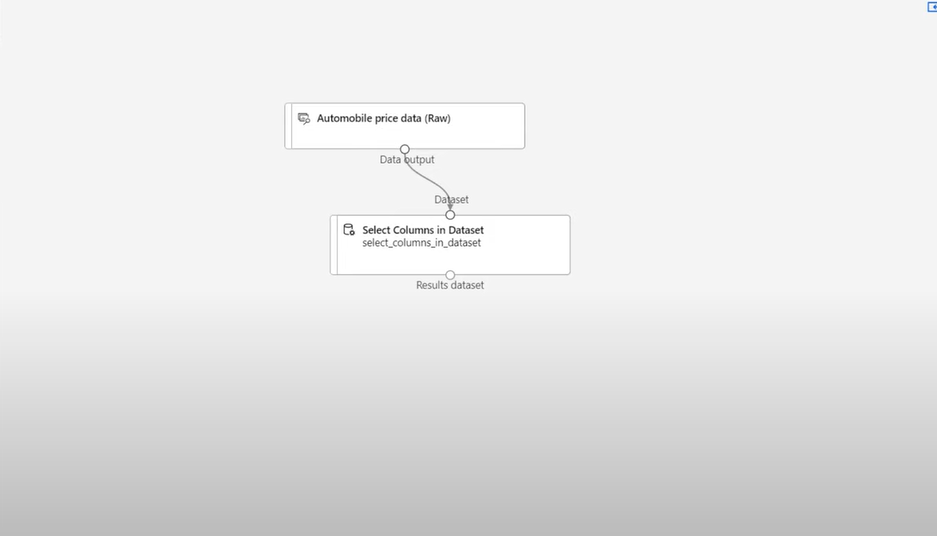 Automobile price data (Raw)
Data output
Dataset
Select Columns in Dataset
select_columns_in_dataset
Results dataset